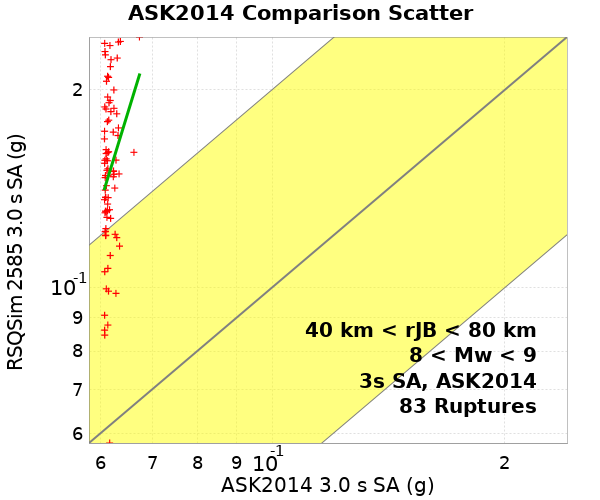 ASK2014 Comparison Scatter
RSQSim 2585 3.0 s SA (g)
2
10-1
9
8
7
6
40 km < rJB < 80 km
8 < Mw < 9
3s SA, ASK2014
83 Ruptures
6 7 8 9 10-1 2
ASK2014 3.0 s SA (g)